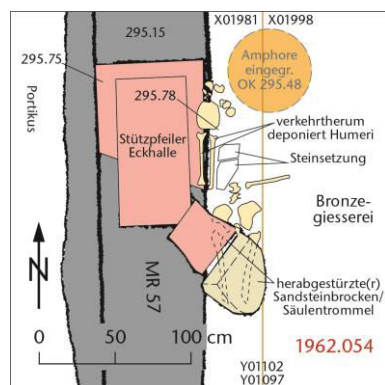 X01981 X01998
295.15
295.75
Amphore
eingegr.
OK 295.48
295.78
Portikus
verkehrtherum
deponiert Humeri
Stützpfeiler
Eckhalle
Steinsetzung
Bronze-
giesserei
N
MR 57
herabgestürzte(r)
Sandsteinbrocken/
Säulentrommel
0 50 100 cm
1962.054
Y01102
Y01097